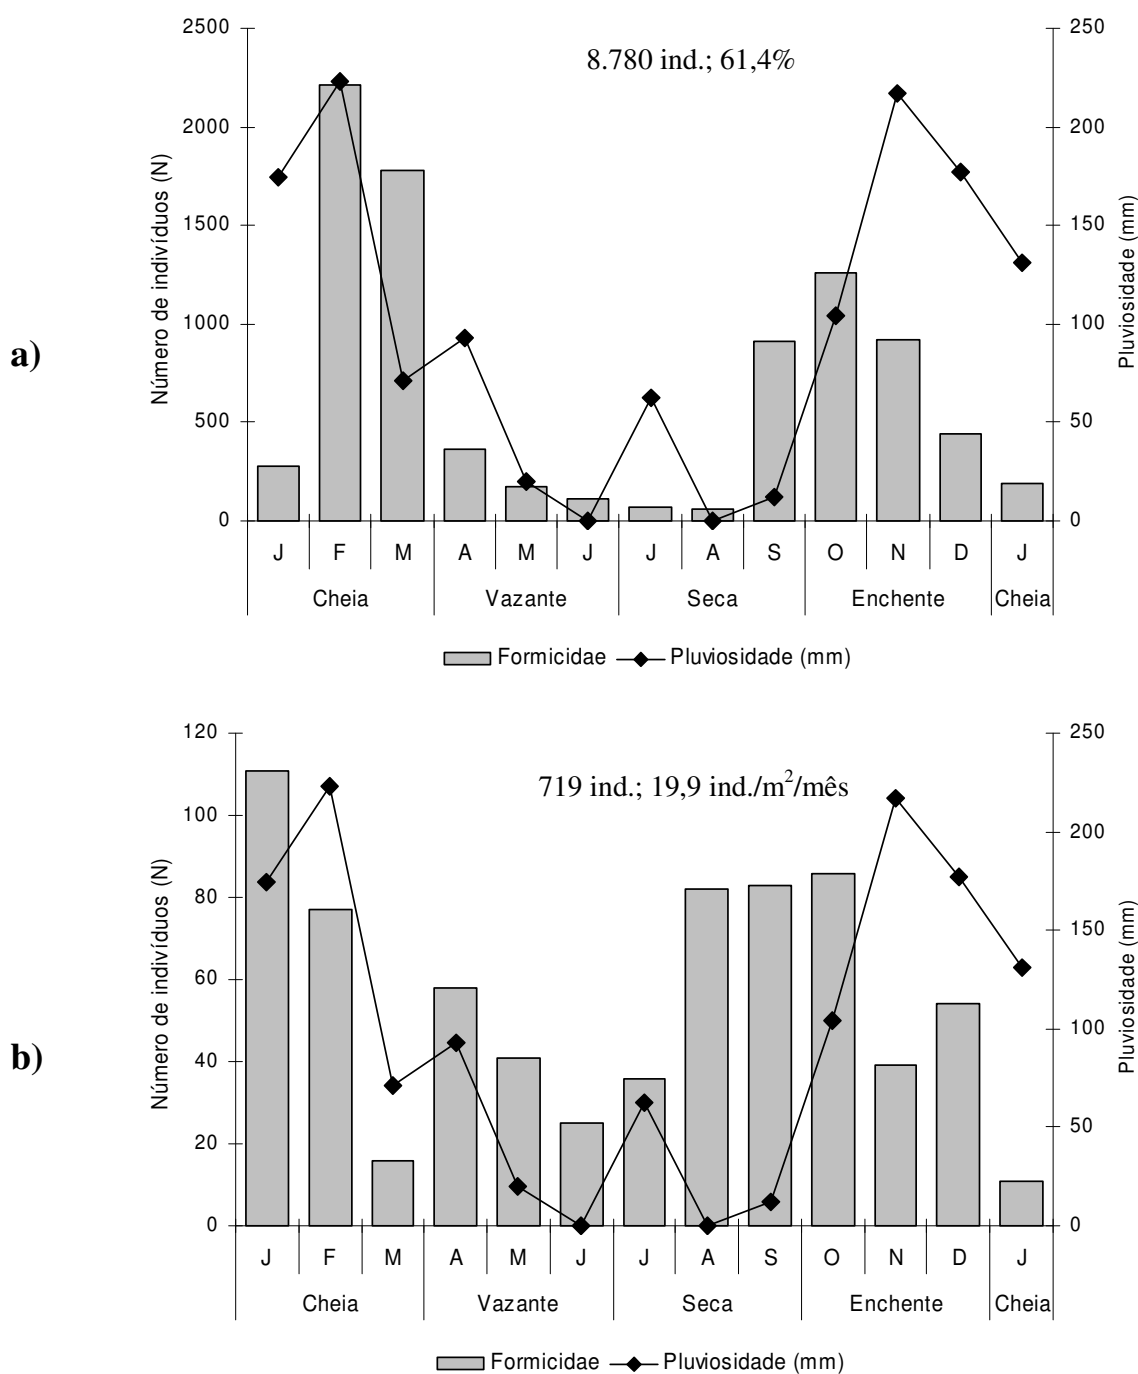 a)
8.780 ind.; 61,4%
Número de indivíduos (N)
2500
2000
1500
1000
500
0
Pluviosidade (mm)
250
200
150
100
50
0
J F M A M J J A S O N D J
Cheia Vazante Seca Enchente Cheia
Formicidae Pluviosidade (mm)
b)
719 ind.; 19,9 ind./m²/mês
Número de indivíduos (N)
120
100
80
60
40
20
0
Pluviosidade (mm)
250
200
150
100
50
0
J F M A M J J A S O N D J
Cheia Vazante Seca Enchente Cheia
Formicidae Pluviosidade (mm)